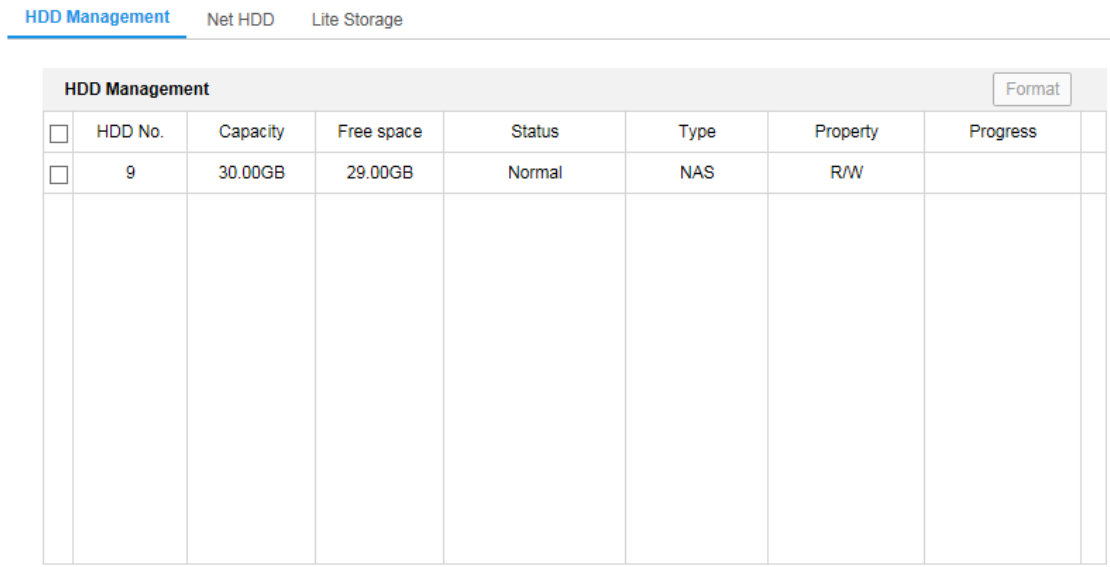 HDD Management Net HDD Lite Storage
HDD Management Format
HDD No. Capacity Free space Status Type Property Progress
9 30.00GB 29.00GB Normal NAS R/W